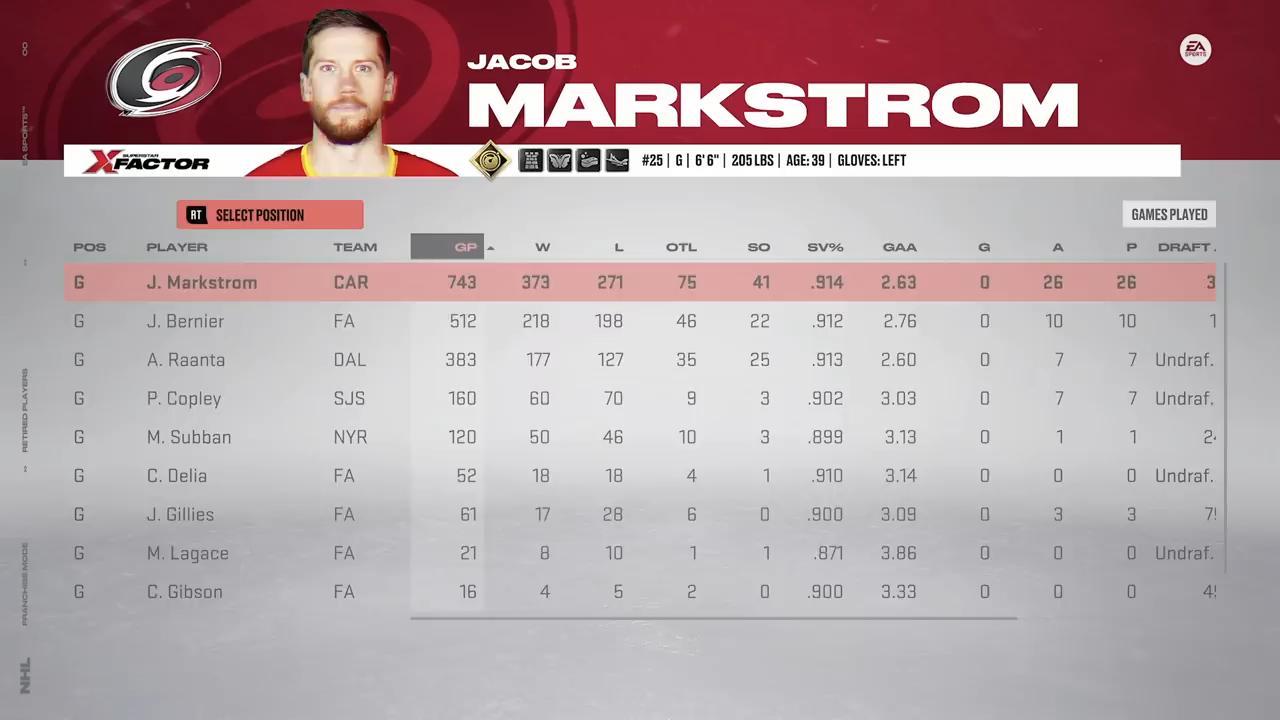 JACOB
MARKSTROM
EA SPORTS
SUPERSTAR
XFACTOR
#25 | G | 6' 6" | 205 LBS | AGE: 39 | GLOVES: LEFT
RT SELECT POSITION
GAMES PLAYED
POS PLAYER TEAM GP W L OTL SO SV% GAA G A P DRAFT
G J. Markstrom CAR 743 373 271 75 41 .914 2.63 0 26 26 3
G J. Bernier FA 512 218 198 46 22 .912 2.76 0 10 10 1
G A. Raanta DAL 383 177 127 35 25 .913 2.60 0 7 7 Undraf.
G P. Copley SJS 160 60 70 9 3 .902 3.03 0 7 7 Undraf.
G M. Subban NYR 120 50 46 10 3 .899 3.13 0 1 1 24
G C. Delia FA 52 18 18 4 1 .910 3.14 0 0 0 Undraf.
G J. Gillies FA 61 17 28 6 0 .900 3.09 0 3 3 75
G M. Lagace FA 21 8 10 1 1 .871 3.86 0 0 0 Undraf.
G C. Gibson FA 16 4 5 2 0 .900 3.33 0 0 0 4
NHL FRANCHISE MODE » RETIRED PLAYERS » EA SPORTS™